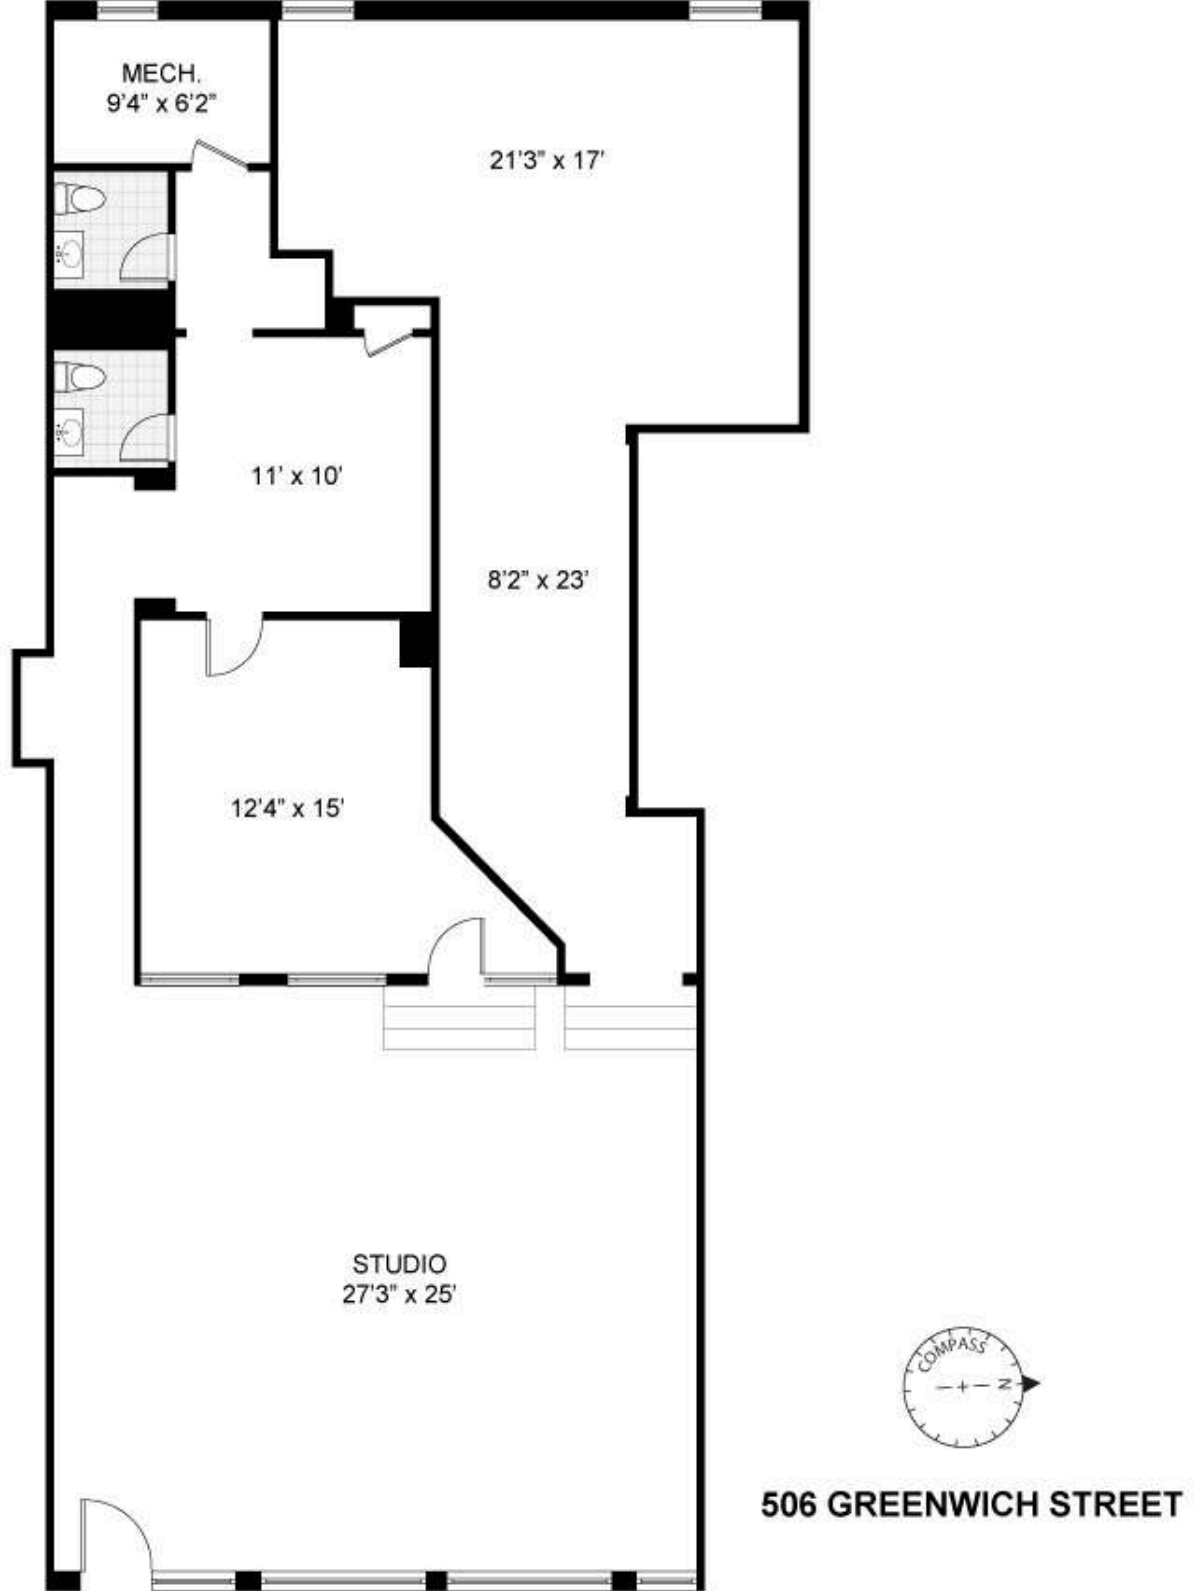 MECH.
9'4” x 6'2”
21'3” x 17'
11' x 10'
8'2” x 23'
12'4” x 15'
STUDIO
27'3” x 25'
COMPASS
N
506 GREENWICH STREET